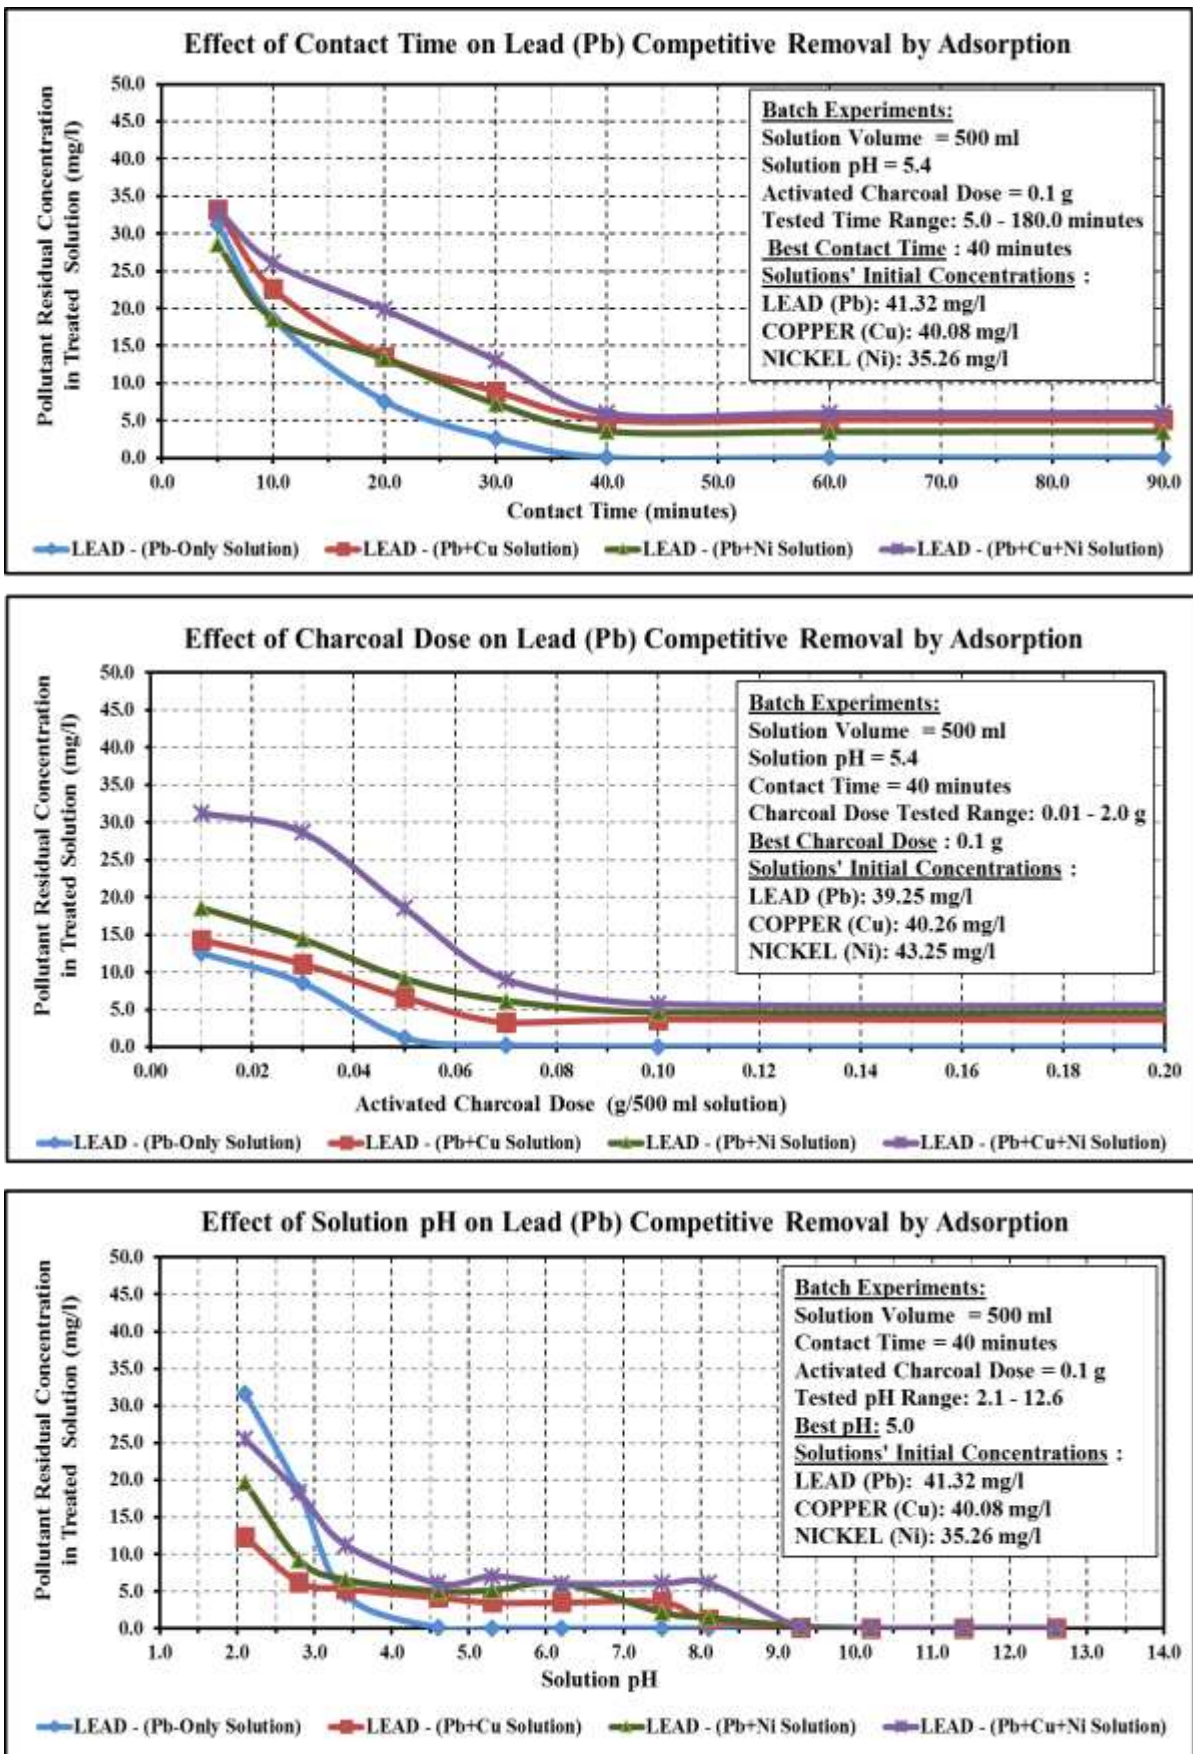 Effect of Contact Time on Lead (Pb) Competitive Removal by Adsorption
Pollutant Residual Concentration
in Treated Solution (mg/l)
50.0
45.0
40.0
35.0
30.0
25.0
20.0
15.0
10.0
5.0
0.0
Batch Experiments:
Solution Volume = 500 ml
Solution pH = 5.4
Activated Charcoal Dose = 0.1 g
Tested Time Range: 5.0 - 180.0 minutes
Best Contact Time : 40 minutes
Solutions' Initial Concentrations :
LEAD (Pb): 41.32 mg/l
COPPER (Cu): 40.08 mg/l
NICKEL (Ni): 35.26 mg/l
0.0 10.0 20.0 30.0 40.0 50.0 60.0 70.0 80.0 90.0
Contact Time (minutes)
LEAD - (Pb-Only Solution) LEAD - (Pb+Cu Solution) LEAD - (Pb+Ni Solution) LEAD - (Pb+Cu+Ni Solution)
Effect of Charcoal Dose on Lead (Pb) Competitive Removal by Adsorption
Pollutant Residual Concentration
in Treated Solution (mg/l)
50.0
45.0
40.0
35.0
30.0
25.0
20.0
15.0
10.0
5.0
0.0
Batch Experiments:
Solution Volume = 500 ml
Solution pH = 5.4
Contact Time = 40 minutes
Charcoal Dose Tested Range: 0.01 - 2.0 g
Best Charcoal Dose : 0.1 g
Solutions' Initial Concentrations :
LEAD (Pb): 39.25 mg/l
COPPER (Cu): 40.26 mg/l
NICKEL (Ni): 43.25 mg/l
0.00 0.02 0.04 0.06 0.08 0.10 0.12 0.14 0.16 0.18 0.20
Activated Charcoal Dose (g/500 ml solution)
LEAD - (Pb-Only Solution) LEAD - (Pb+Cu Solution) LEAD - (Pb+Ni Solution) LEAD - (Pb+Cu+Ni Solution)
Effect of Solution pH on Lead (Pb) Competitive Removal by Adsorption
Pollutant Residual Concentration
in Treated Solution (mg/l)
50.0
45.0
40.0
35.0
30.0
25.0
20.0
15.0
10.0
5.0
0.0
Batch Experiments:
Solution Volume = 500 ml
Contact Time = 40 minutes
Activated Charcoal Dose = 0.1 g
Tested pH Range: 2.1 - 12.6
Best pH: 5.0
Solutions' Initial Concentrations :
LEAD (Pb): 41.32 mg/l
COPPER (Cu): 40.08 mg/l
NICKEL (Ni): 35.26 mg/l
1.0 2.0 3.0 4.0 5.0 6.0 7.0 8.0 9.0 10.0 11.0 12.0 13.0 14.0
Solution pH
LEAD - (Pb-Only Solution) LEAD - (Pb+Cu Solution) LEAD - (Pb+Ni Solution) LEAD - (Pb+Cu+Ni Solution)